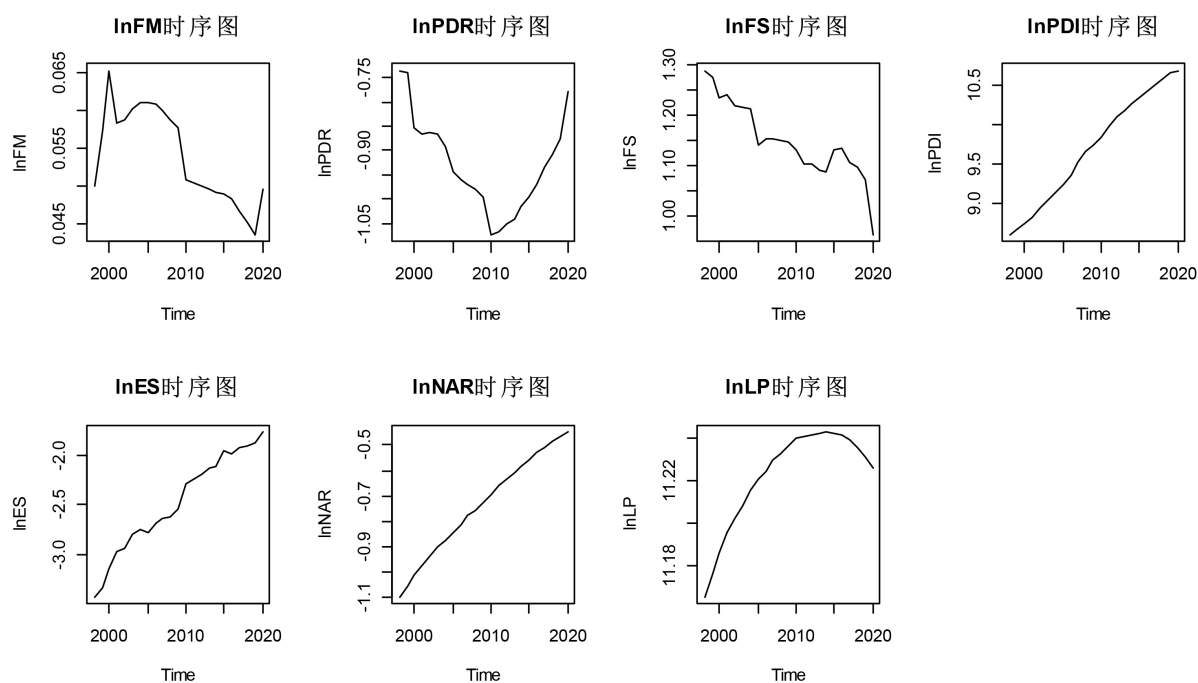 lnFM时序图
lnFM
0.045 0.055 0.065
2000 2010 2020
Time
lnPDR时序图
lnPDR
-1.05 -0.90 -0.75
2000 2010 2020
Time
lnFS时序图
lnFS
1.00 1.10 1.20 1.30
2000 2010 2020
Time
lnPDI时序图
lnPDI
9.0 9.5 10.5
2000 2010 2020
Time
lnES时序图
lnES
-3.0 -2.5 -2.0
2000 2010 2020
Time
lnNAR时序图
lnNAR
-1.1 -0.9 -0.7 -0.5
2000 2010 2020
Time
lnLP时序图
lnLP
11.18 11.22
2000 2010 2020
Time